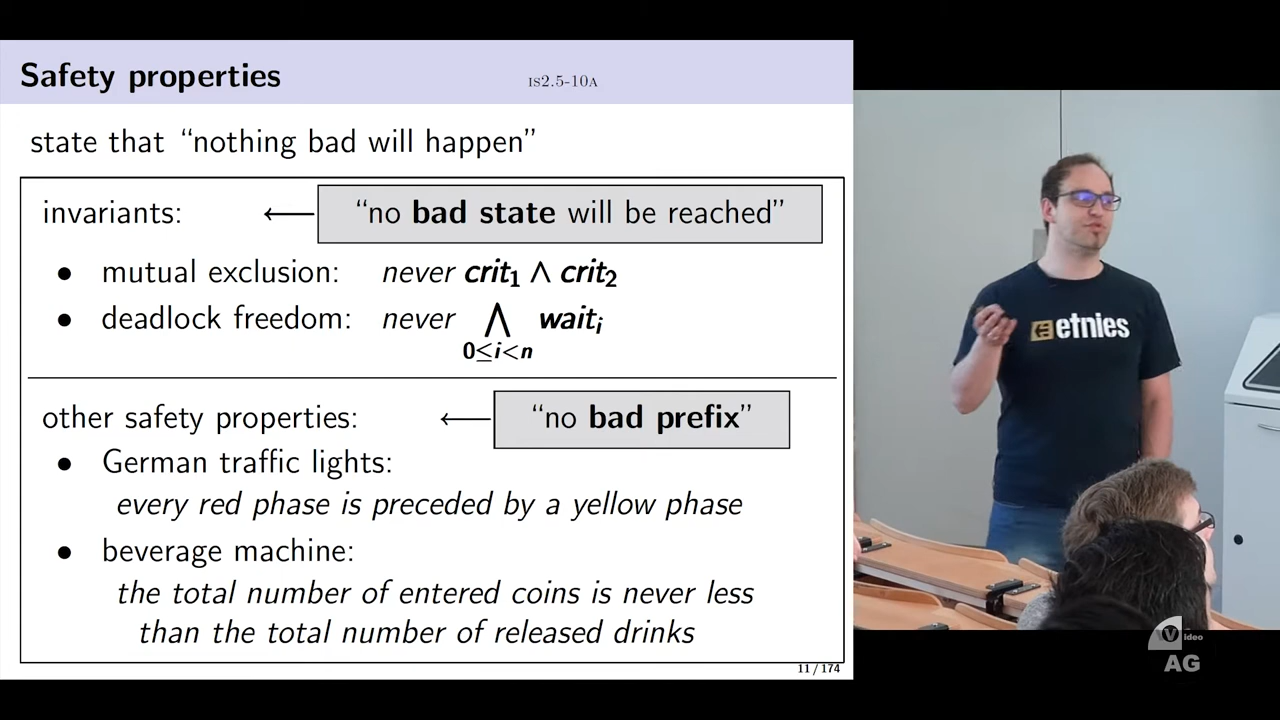 Safety properties IS2.5-10A
state that “nothing bad will happen”
invariants: ← “no bad state will be reached”
• mutual exclusion: never crit₁ ∧ crit₂
• deadlock freedom: never ⋀ waitᵢ
0≤i<n
other safety properties: ← “no bad prefix”
• German traffic lights:
every red phase is preceded by a yellow phase
• beverage machine:
the total number of entered coins is never less
than the total number of released drinks
11 / 174
etnies
Video
AG